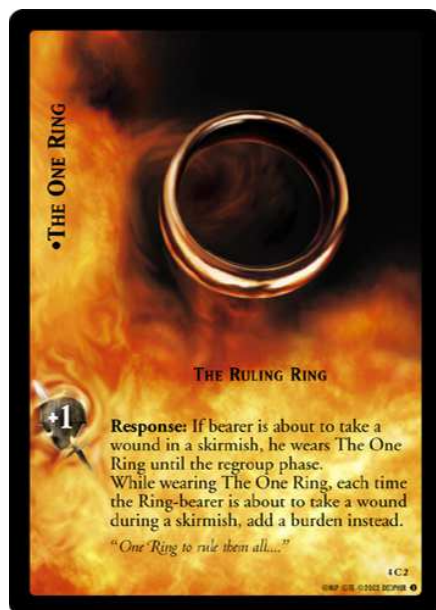 •THE ONE RING
THE RULING RING
+1
Response: If bearer is about to take a
wound in a skirmish, he wears The One
Ring until the regroup phase.
While wearing The One Ring, each time
the Ring-bearer is about to take a wound
during a skirmish, add a burden instead.
“One Ring to rule them all....”